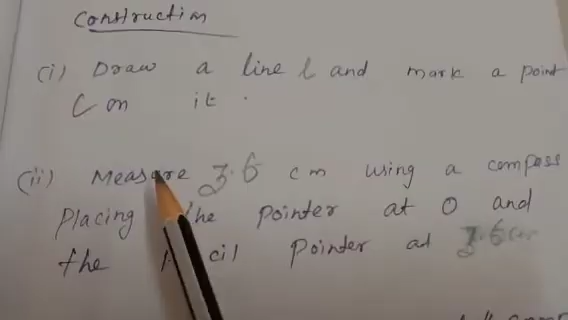 Construction
(i) Draw a line l and mark a point
C on it.
(ii) Measure 3.6 cm using a compass
Placing the pointer at 0 and
the pointer at 3.6cm